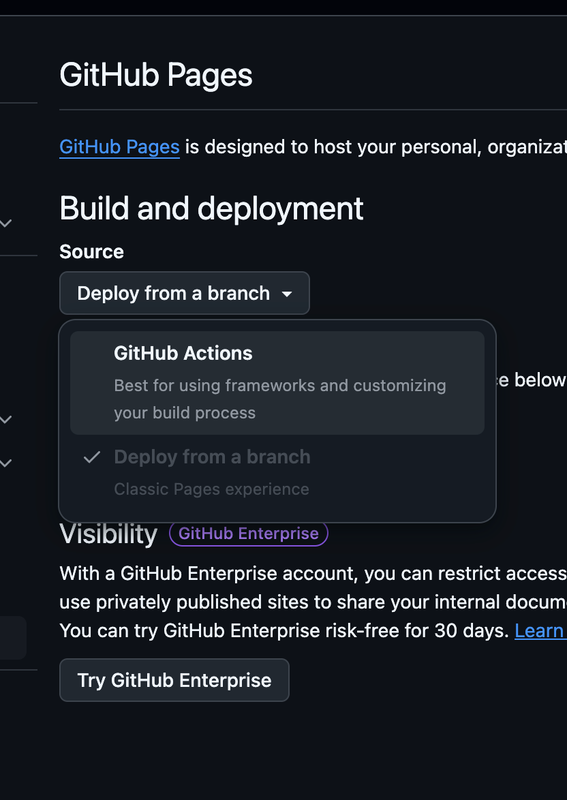 GitHub Pages
GitHub Pages is designed to host your personal,
Build and deployment
Source
Deploy from a branch
GitHub Actions
Best for using frameworks and customizing
your build process
below
Deploy from a branch
Classic Pages experience
Visibility GitHub Enterprise
With a GitHub Enterprise account, you can restrict access
use privately published sites to share your internal
You can try GitHub Enterprise risk-free for 30 days. Learn
Try GitHub Enterprise